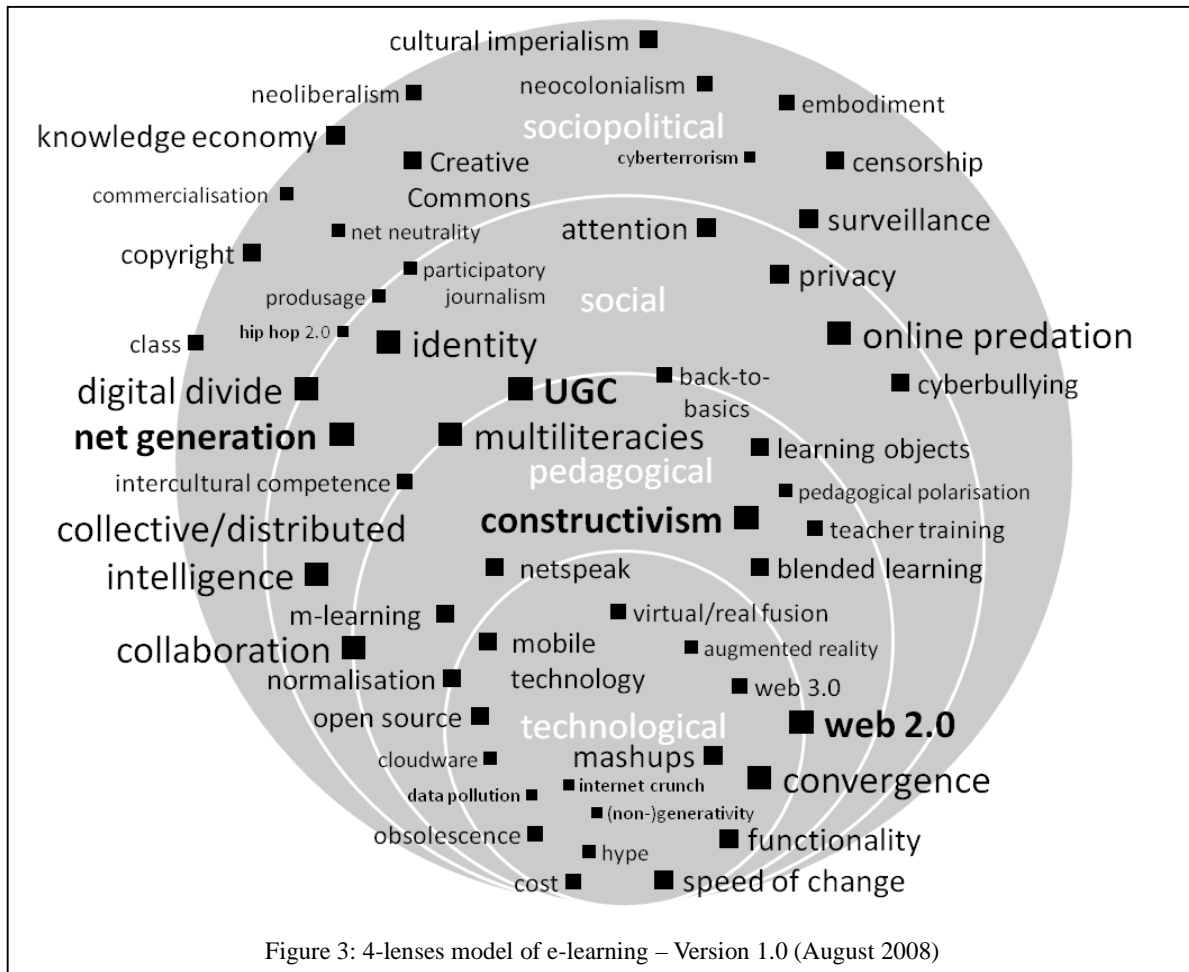 cultural imperialism
neocolonialism
neoliberalism
embodiment
sociopolitical
knowledge economy
cyberterrorism
Creative
Commons
censorship
commercialisation
surveillance
net neutrality
attention
copyright
participatory
journalism
privacy
produsage
social
hip hop 2.0
class
identity
online predation
digital divide
UGC
back-to-
basics
cyberbullying
net generation
multiliteracies
learning objects
pedagogical
intercultural competence
pedagogical polarisation
constructivism
teacher training
collective/distributed
intelligence
netspeak
blended learning
m-learning
virtual/real fusion
collaboration
mobile
technology
augmented reality
normalisation
web 3.0
open source
technological
web 2.0
cloudware
mashups
convergence
internet crunch
data pollution
(non-)generativity
obsolescence
functionality
hype
cost
speed of change
Figure 3: 4-lenses model of e-learning – Version 1.0 (August 2008)